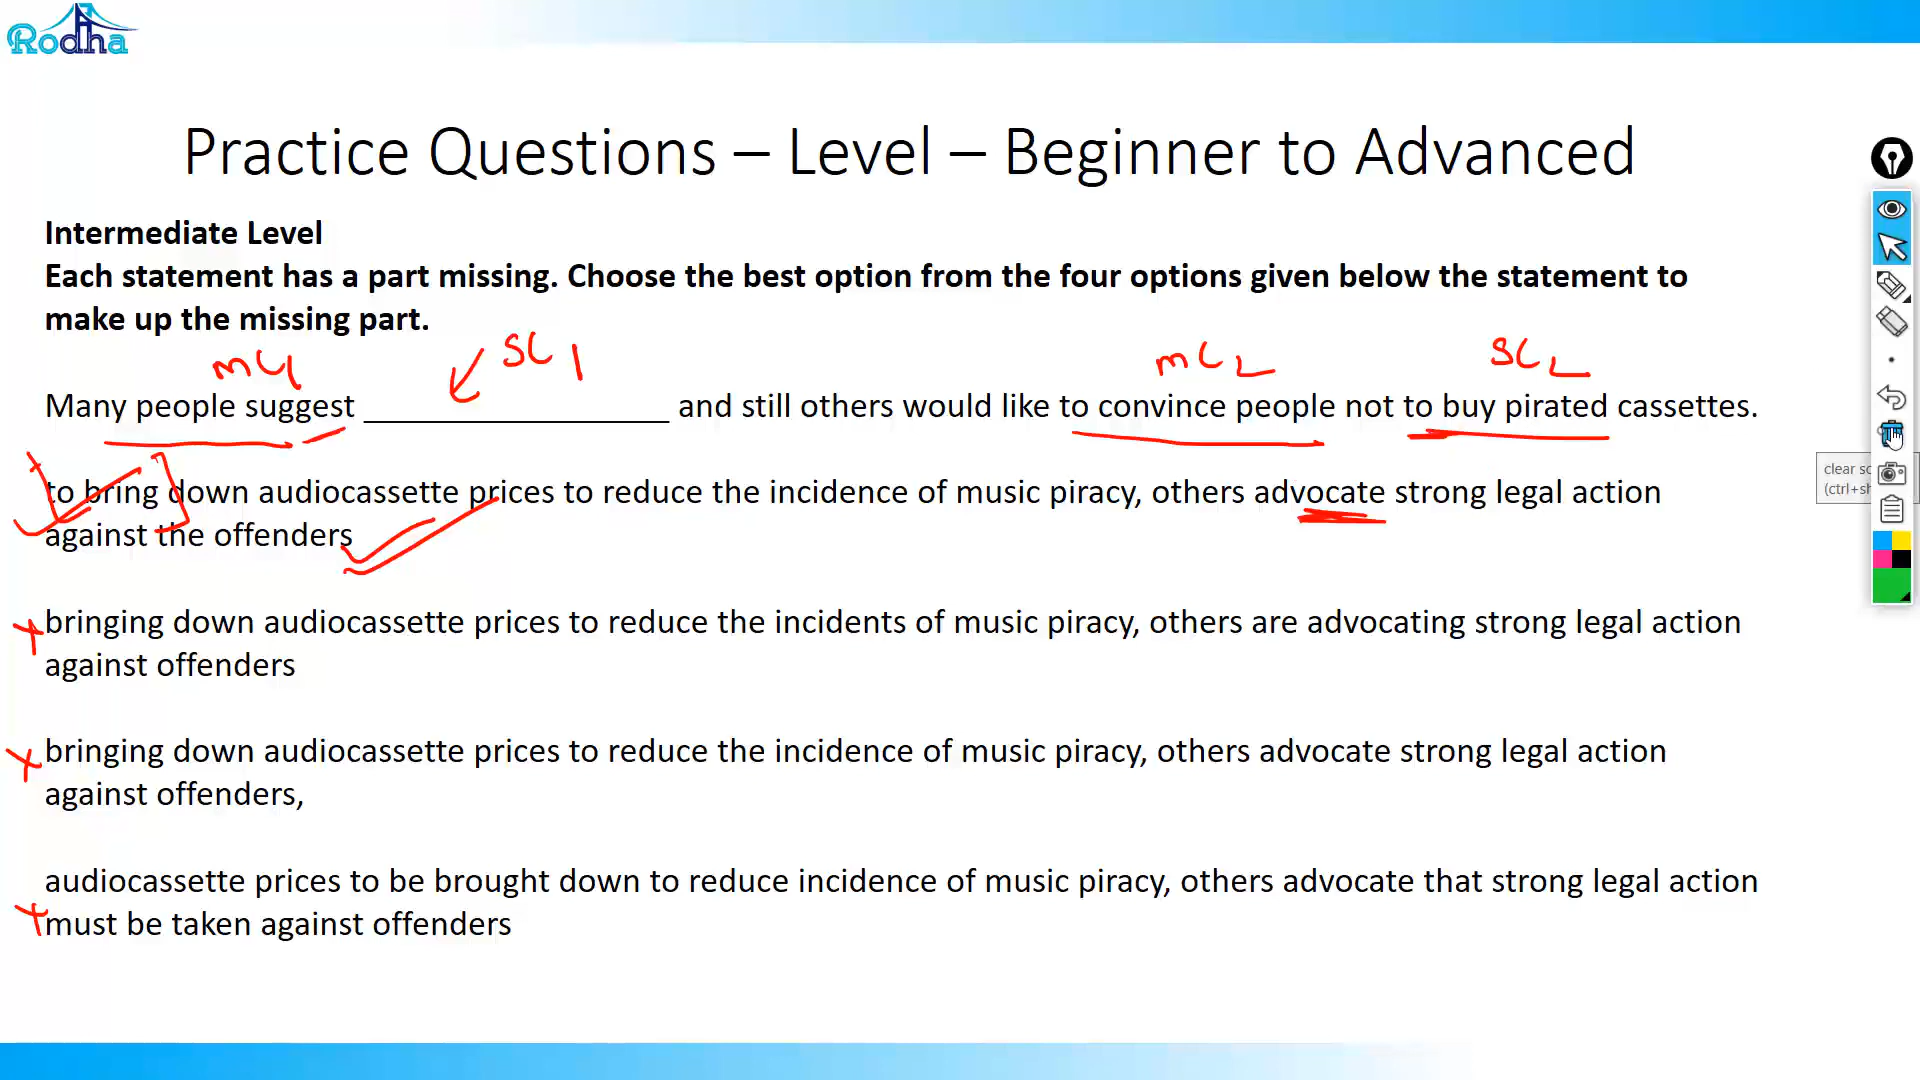 Rodha
Practice Questions – Level – Beginner to Advanced
Intermediate Level
Each statement has a part missing. Choose the best option from the four options given below the statement to
make up the missing part.
mC1 SC1 mC2 SC2
Many people suggest __________________ and still others would like to convince people not to buy pirated cassettes.
to bring down audiocassette prices to reduce the incidence of music piracy, others advocate strong legal action
against the offenders
bringing down audiocassette prices to reduce the incidents of music piracy, others are advocating strong legal action
against offenders
bringing down audiocassette prices to reduce the incidence of music piracy, others advocate strong legal action
against offenders,
audiocassette prices to be brought down to reduce incidence of music piracy, others advocate that strong legal action
must be taken against offenders
clear sc
(ctrl+sh